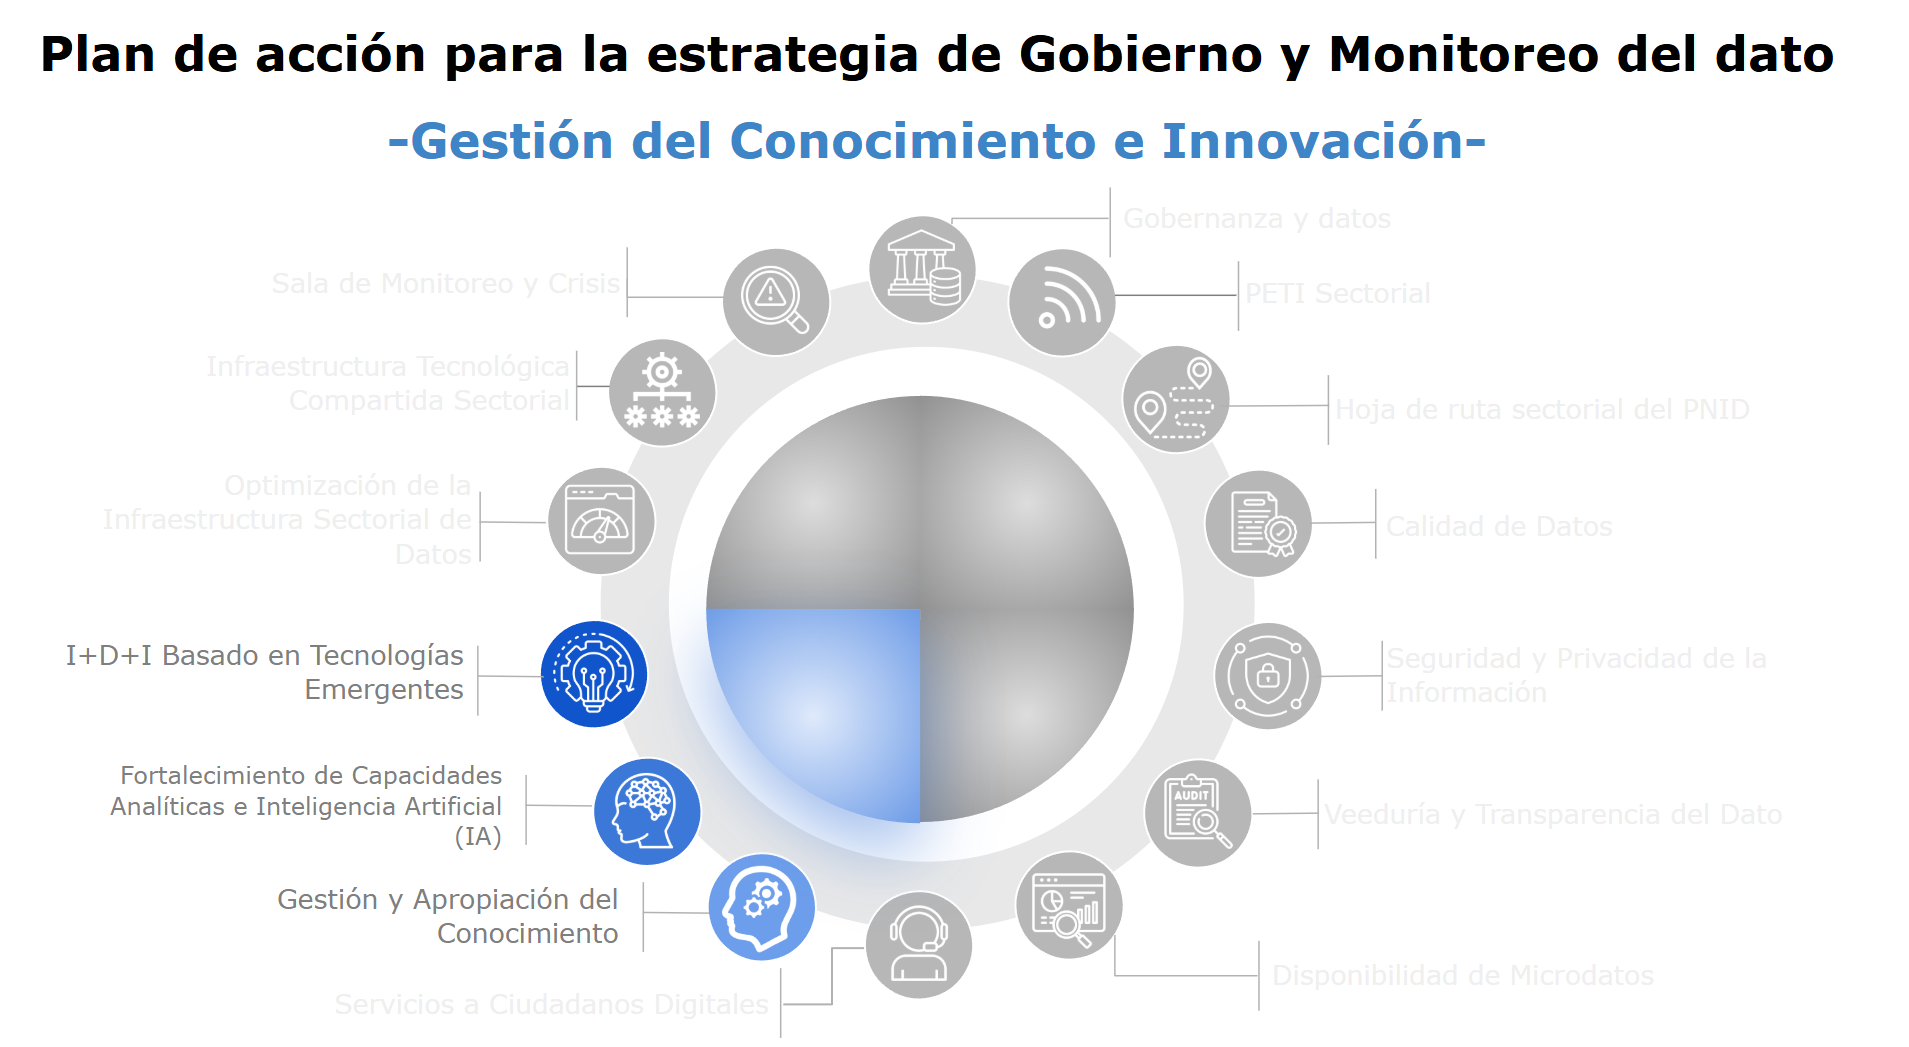 Plan de acción para la estrategia de Gobierno y Monitoreo del dato
–Gestión del Conocimiento e Innovación–
Gobernanza y datos
PETI Sectorial
Hoja de ruta sectorial del PNID
Calidad de Datos
Seguridad y Privacidad de la
Información
AUDIT
Veeduría y Transparencia del Dato
Disponibilidad de Microdatos
Servicios a Ciudadanos Digitales
Gestión y Apropiación del
Conocimiento
Fortalecimiento de Capacidades
Analíticas e Inteligencia Artificial
(IA)
I+D+I Basado en Tecnologías
Emergentes
Optimización de la
Infraestructura Sectorial de
Datos
Infraestructura Tecnológica
Compartida Sectorial
Sala de Monitoreo y Crisis